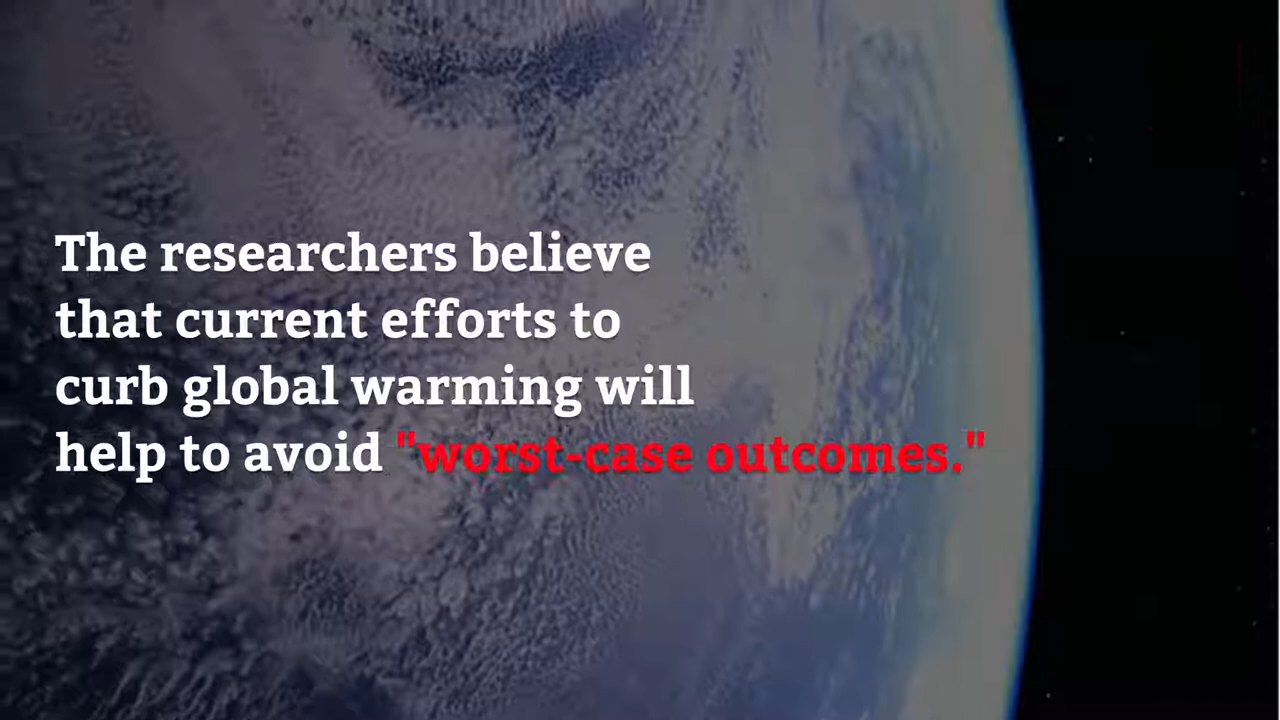 The researchers believe
that current efforts to
curb global warming will
help to avoid "worst-case outcomes."